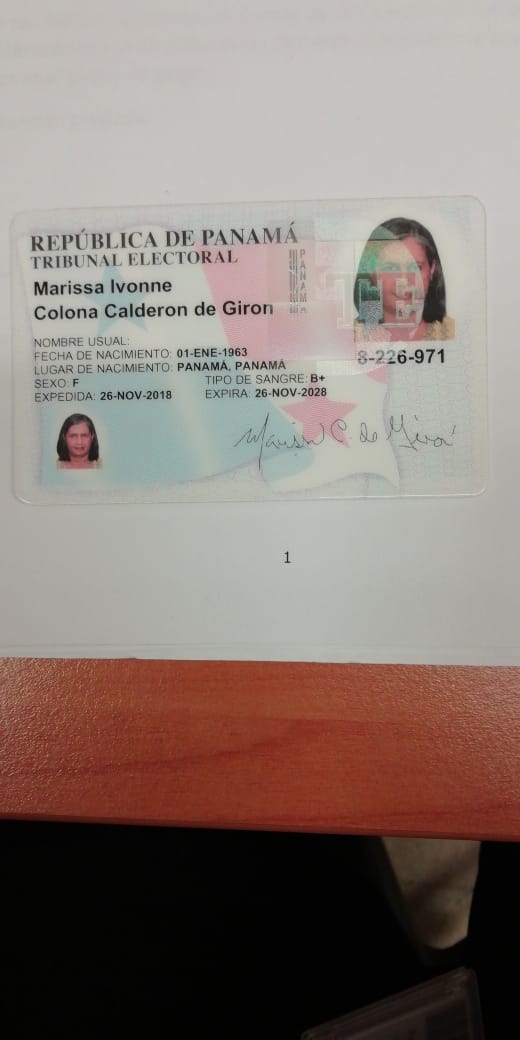 REPÚBLICA DE PANAMÁ
TRIBUNAL ELECTORAL
Marissa Ivonne
Colona Calderon de Giron
PANAMÁ
TE
8-226-971
NOMBRE USUAL:
FECHA DE NACIMIENTO: 01-ENE-1963
LUGAR DE NACIMIENTO: PANAMÁ, PANAMÁ
SEXO: F TIPO DE SANGRE: B+
EXPEDIDA: 26-NOV-2018 EXPIRA: 26-NOV-2028
Marissa C. de Giron
1